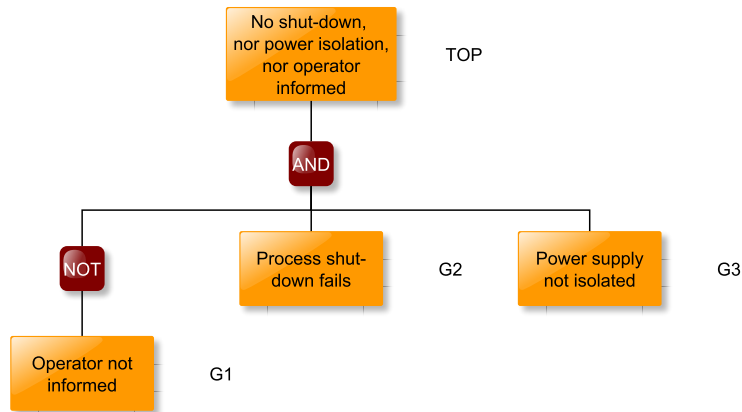 No shut-down,
nor power isolation,
nor operator
informed
TOP
AND
NOT
Process shut-
down fails
G2
Power supply
not isolated
G3
Operator not
informed
G1